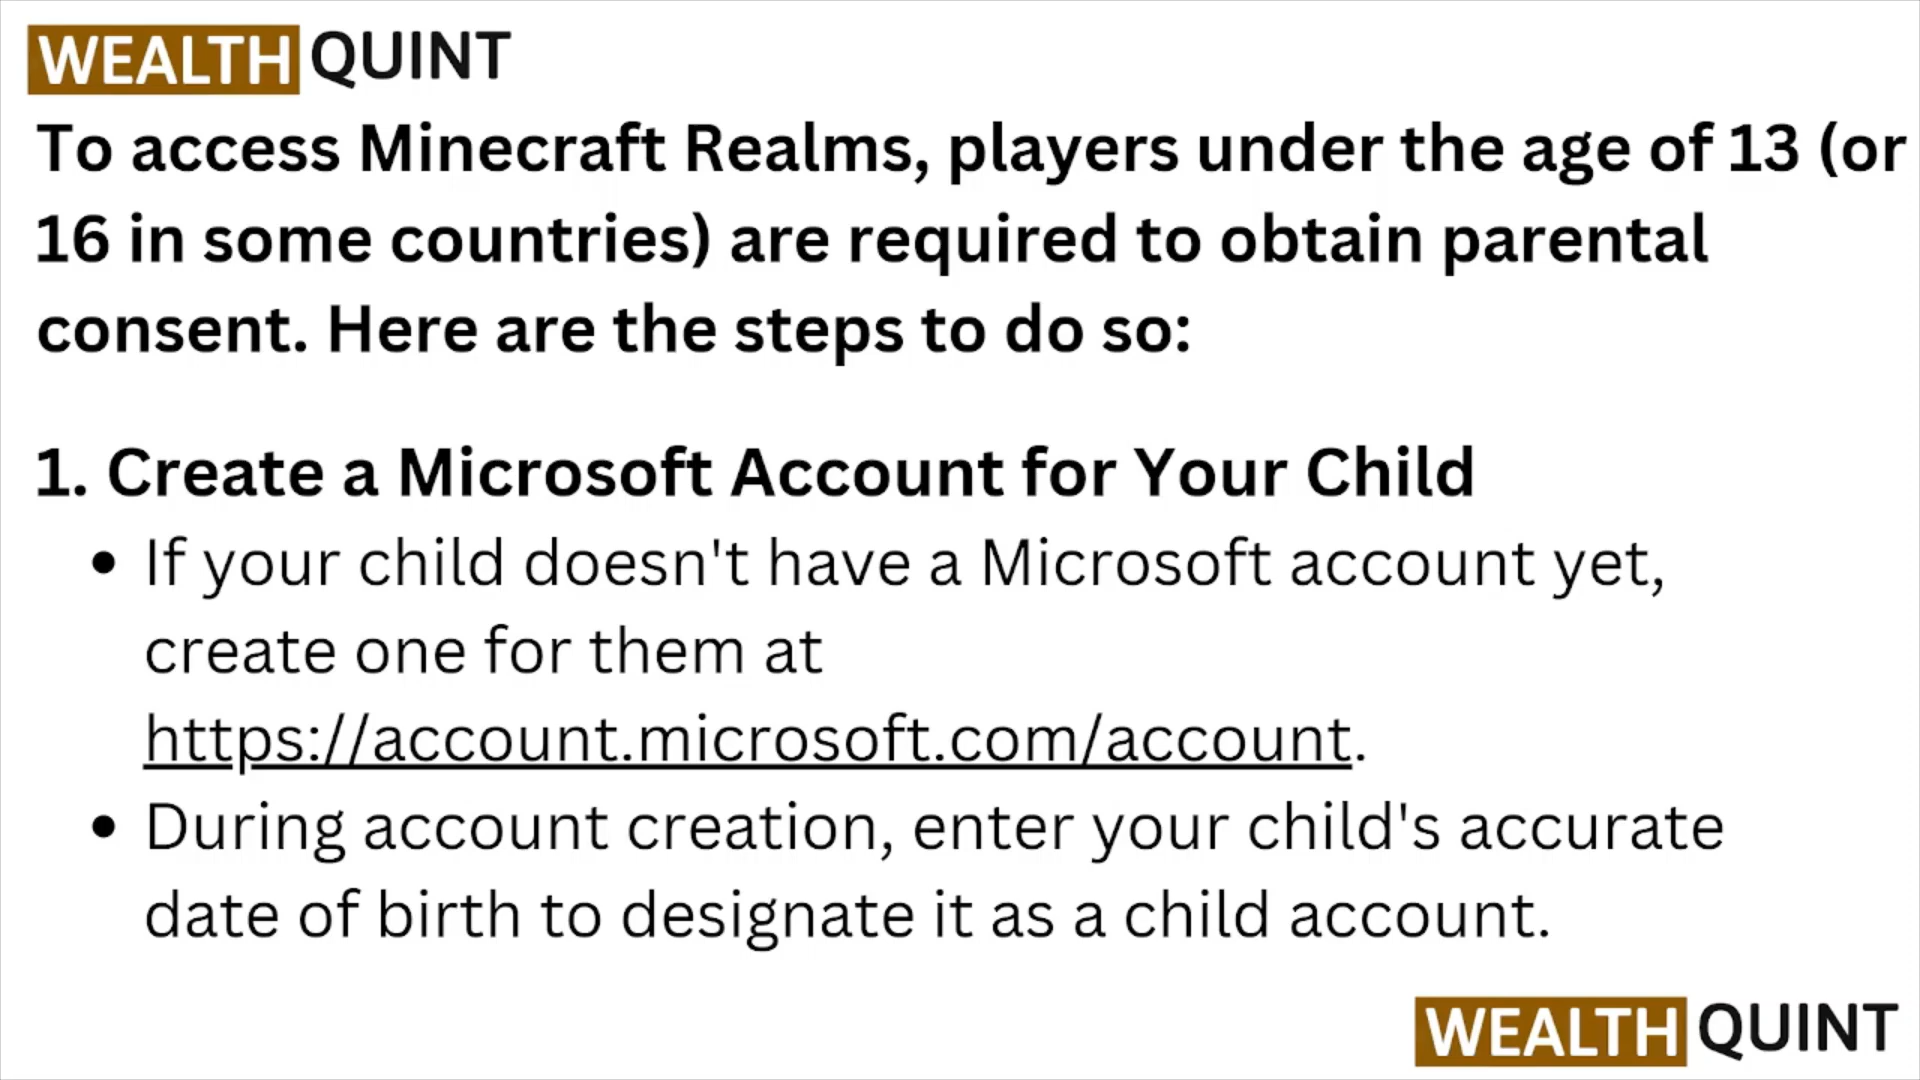 WEALTH QUINT
To access Minecraft Realms, players under the age of 13 (or
16 in some countries) are required to obtain parental
consent. Here are the steps to do so:
1. Create a Microsoft Account for Your Child
• If your child doesn't have a Microsoft account yet,
create one for them at
https://account.microsoft.com/account.
• During account creation, enter your child's accurate
date of birth to designate it as a child account.
WEALTH QUINT